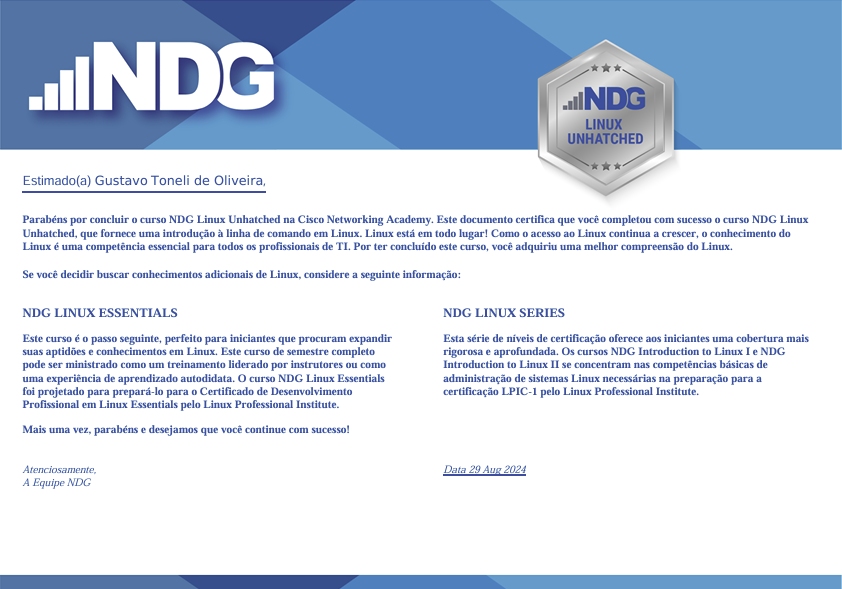 NDG
NDG
LINUX
UNHATCHED
Estimado(a) Gustavo Toneli de Oliveira,
Parabéns por concluir o curso NDG Linux Unhatched na Cisco Networking Academy. Este documento certifica que você completou com sucesso o curso NDG Linux
Unhatched, que fornece uma introdução à linha de comando em Linux. Linux está em todo lugar! Como o acesso ao Linux continua a crescer, o conhecimento do
Linux é uma competência essencial para todos os profissionais de TI. Por ter concluído este curso, você adquiriu uma melhor compreensão do Linux.
Se você decidir buscar conhecimentos adicionais de Linux, considere a seguinte informação:
NDG LINUX ESSENTIALS
Este curso é o passo seguinte, perfeito para iniciantes que procuram expandir
suas aptidões e conhecimentos em Linux. Este curso de semestre completo
pode ser ministrado como um treinamento liderado por instrutores ou como
uma experiência de aprendizado autodidata. O curso NDG Linux Essentials
foi projetado para prepará-lo para o Certificado de Desenvolvimento
Profissional em Linux Essentials pelo Linux Professional Institute.
Mais uma vez, parabéns e desejamos que você continue com sucesso!
Atenciosamente,
A Equipe NDG
NDG LINUX SERIES
Esta série de níveis de certificação oferece aos iniciantes uma cobertura mais
rigorosa e aprofundada. Os cursos NDG Introduction to Linux I e NDG
Introduction to Linux II se concentram nas competências básicas de
administração de sistemas Linux necessárias na preparação para a
certificação LPIC-1 pelo Linux Professional Institute.
Data 29 Aug 2024